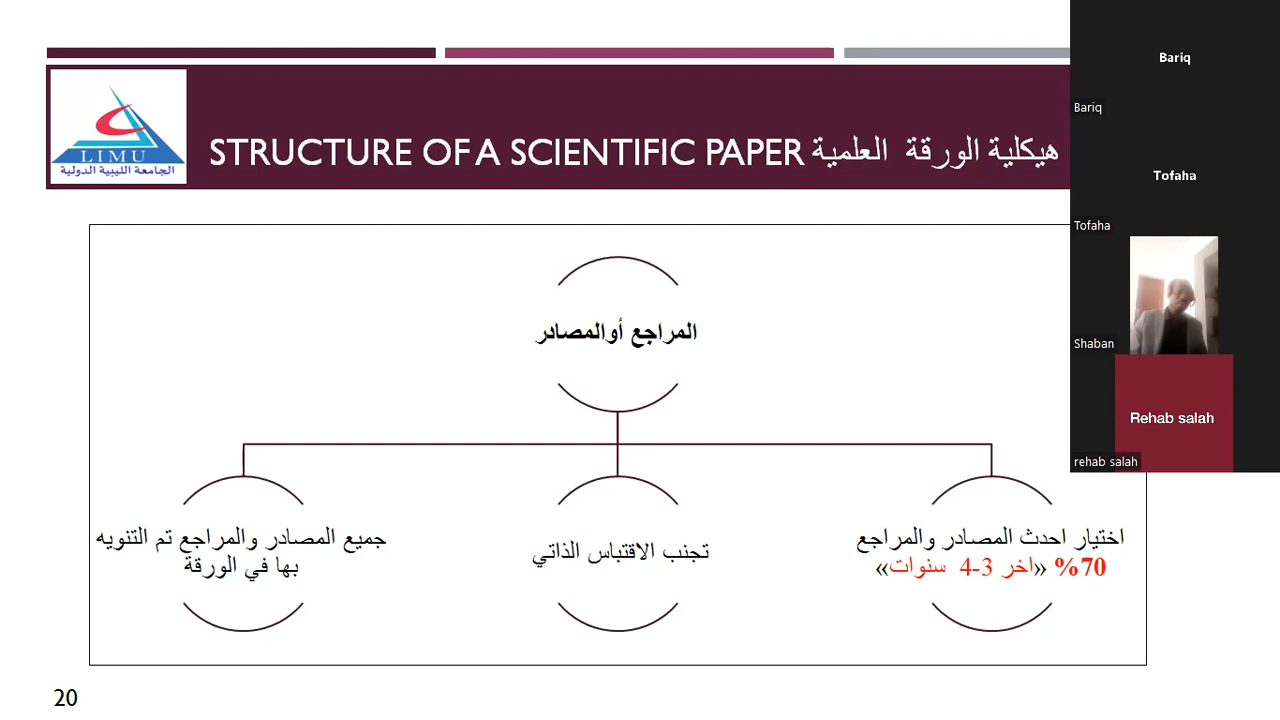 LIMU
الجامعة الليبية الدولية
STRUCTURE OF A SCIENTIFIC PAPER هيكلية الورقة العلمية
المراجع أوالمصادر
اختيار احدث المصادر والمراجع
70% «اخر 3-4 سنوات»
تجنب الاقتباس الذاتي
جميع المصادر والمراجع تم التنويه
بها في الورقة
20
Bariq
Bariq
Tofaha
Tofaha
Shaban
Rehab salah
rehab salah